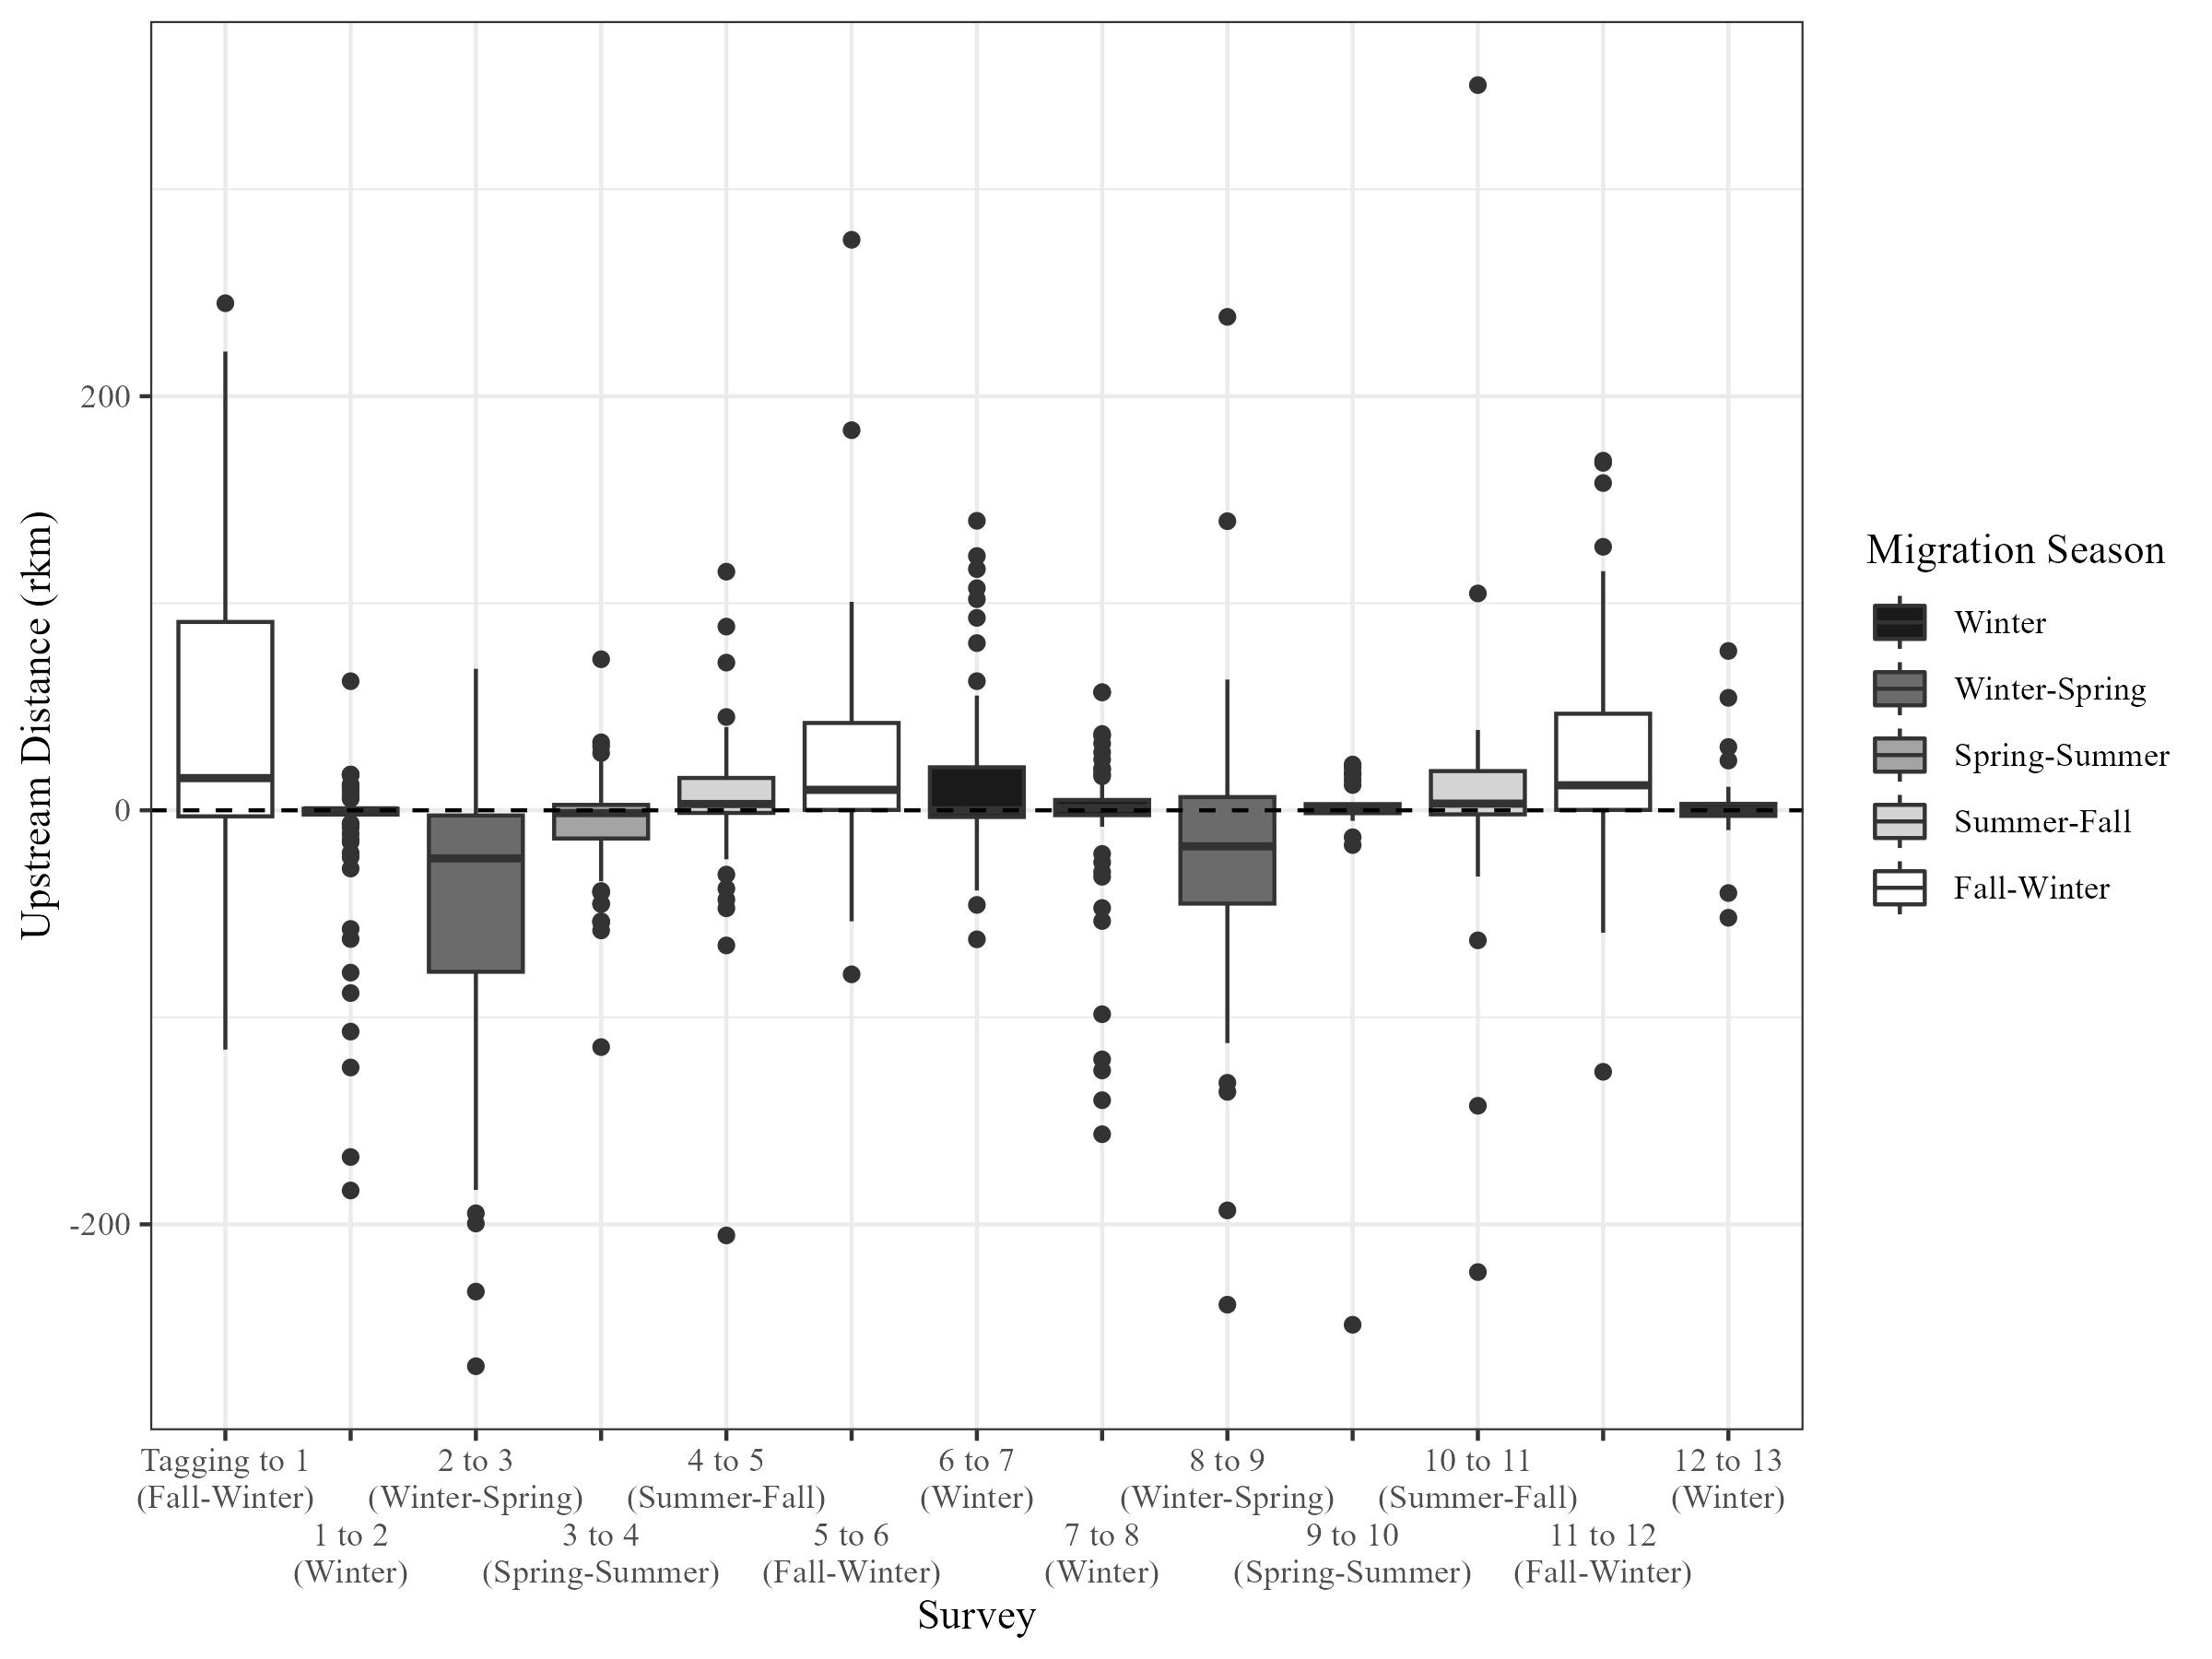 Upstream Distance (rkm)
200
0
-200
Tagging to 1
(Fall-Winter)
1 to 2
(Winter)
2 to 3
(Winter-Spring)
3 to 4
(Spring-Summer)
4 to 5
(Summer-Fall)
5 to 6
(Fall-Winter)
6 to 7
(Winter)
7 to 8
(Winter)
8 to 9
(Winter-Spring)
9 to 10
(Spring-Summer)
10 to 11
(Summer-Fall)
11 to 12
(Fall-Winter)
12 to 13
(Winter)
Survey
Migration Season
Winter
Winter-Spring
Spring-Summer
Summer-Fall
Fall-Winter